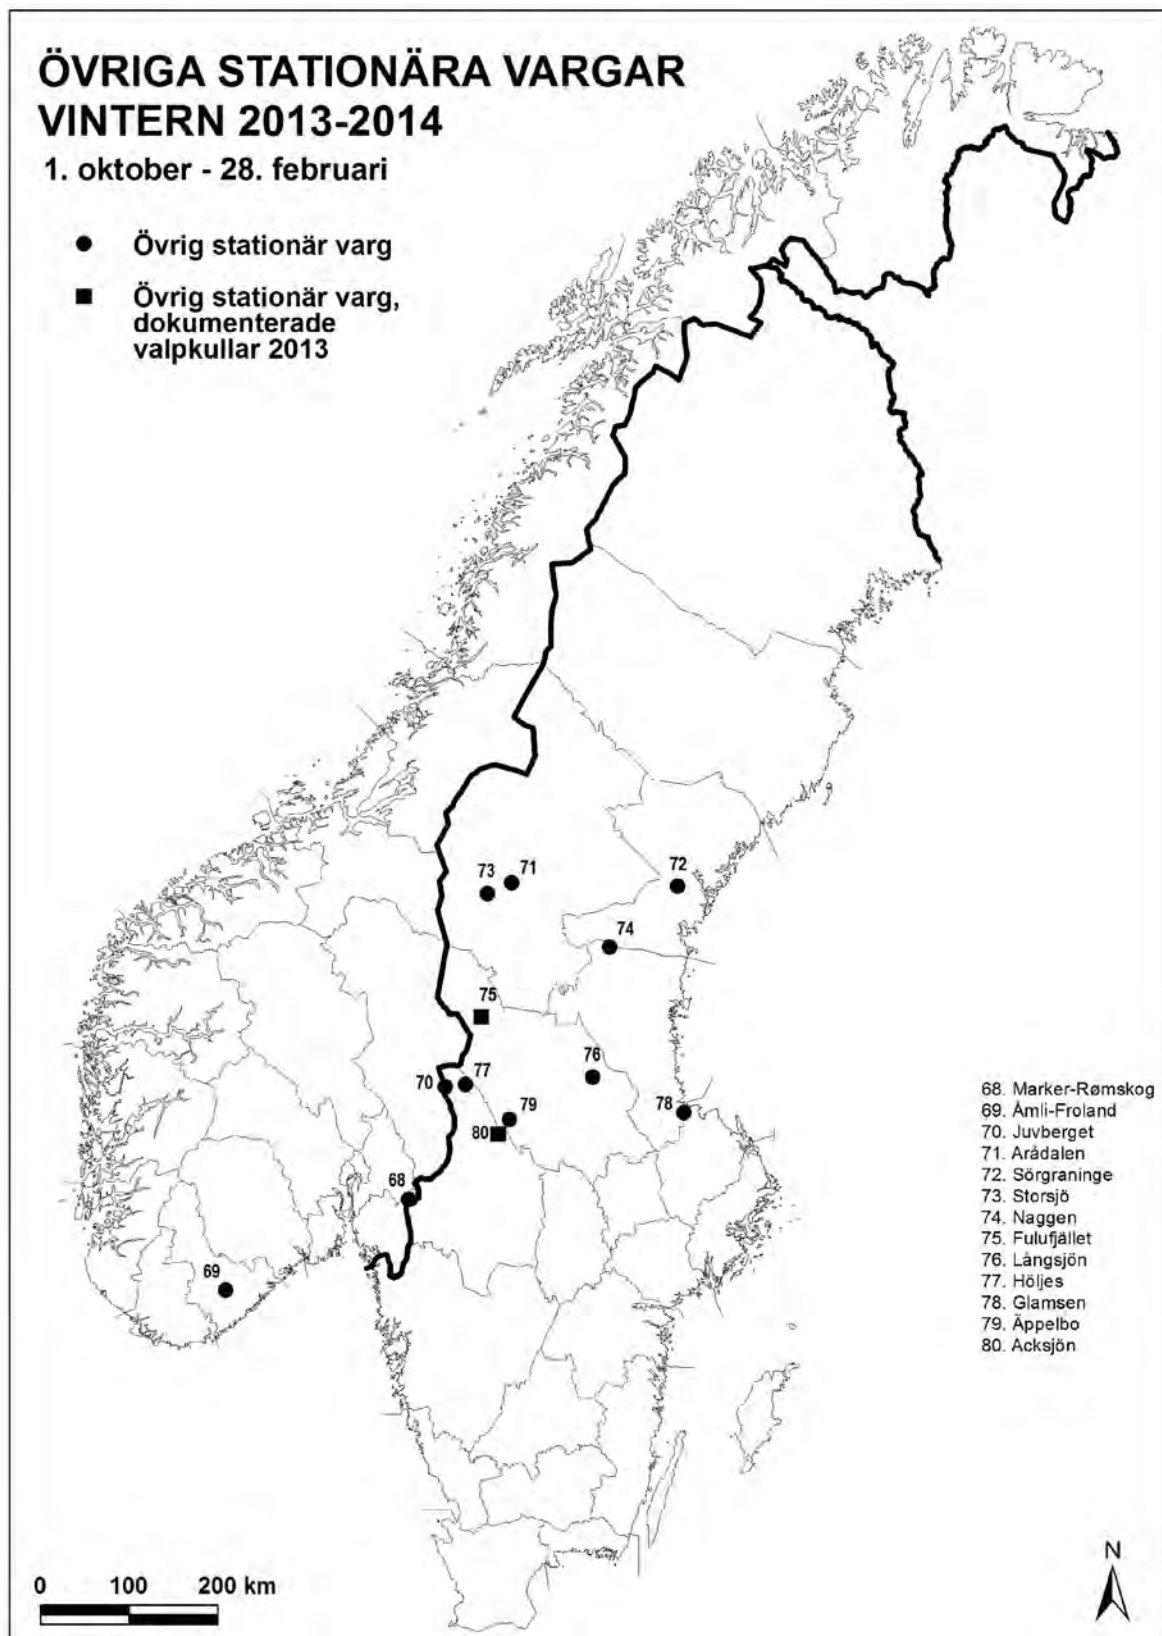 ÖVRIGA STATIONÄRA VARGAR
VINTERN 2013-2014
1. oktober - 28. februari
Övrig stationär varg
Övrig stationär varg,
dokumenterade
valpkullar 2013
73
71
72
74
75
76
70
77
79
78
80
68
69
68. Marker-Rømskog
69. Åmli-Froland
70. Juvberget
71. Arådalen
72. Sörgraninge
73. Storsjö
74. Naggen
75. Fulufjället
76. Långsjön
77. Höljes
78. Glamsen
79. Äppelbo
80. Acksjön
0 100 200 km
N